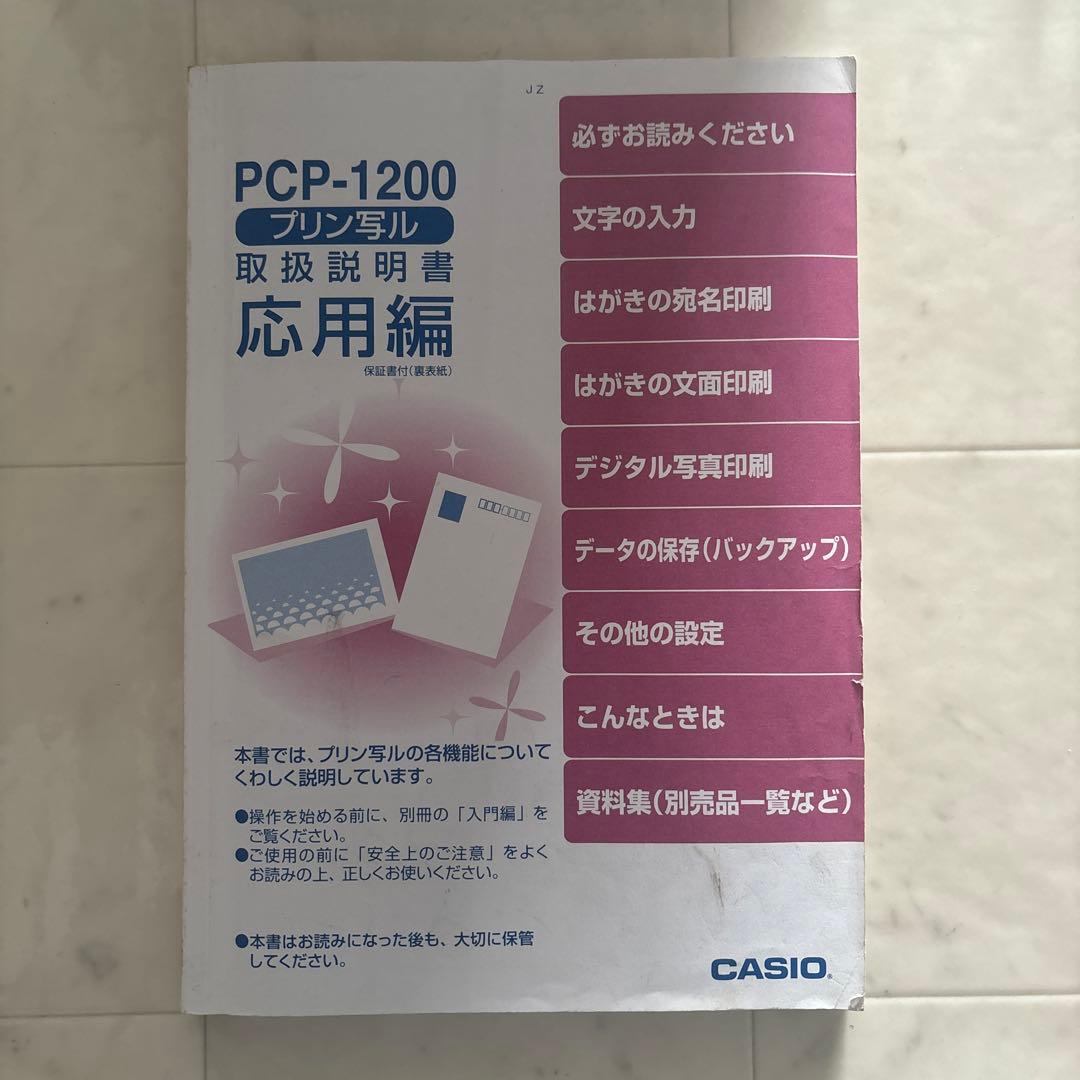 JZ
PCP-1200
プリン写ル
取扱説明書
応用編
保証書付(裏表紙)
本書では、プリン写ルの各機能について
くわしく説明しています。
●操作を始める前に、別冊の「入門編」を
ご覧ください。
●ご使用の前に「安全上のご注意」をよく
お読みの上、正しくお使いください。
●本書はお読みになった後も、大切に保管
してください。
必ずお読みください
文字の入力
はがきの宛名印刷
はがきの文面印刷
デジタル写真印刷
データの保存(バックアップ)
その他の設定
こんなときは
資料集(別売品一覧など)
CASIO®